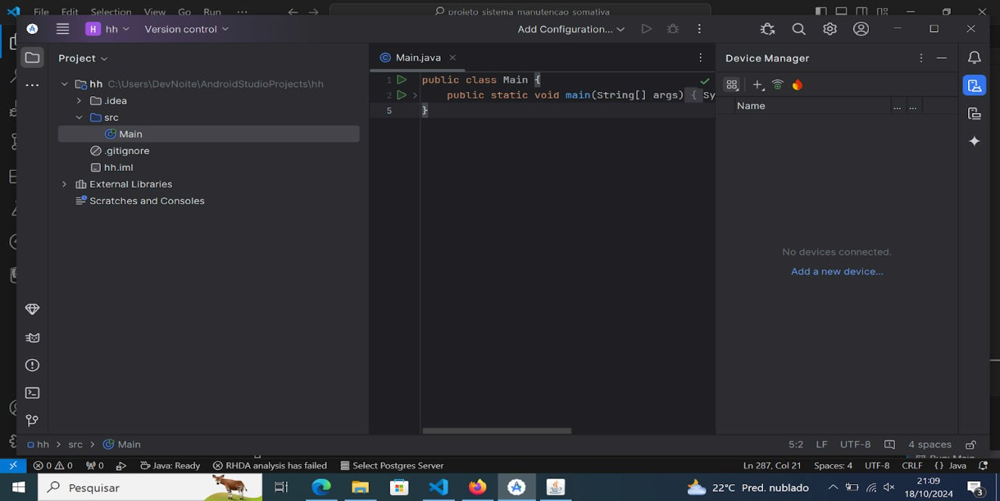 File Edit Selection View Go Run ... projeto sistema_manutencao_somativa
H hh Version control Add Configuration...
Project
Main.java
Device Manager
hh C:\Users\DevNoite\AndroidStudioProjects\hh
.idea
src
Main
.gitignore
hh.iml
External Libraries
Scratches and Consoles
1 public class Main {
2 public static void main(String[] args) { Sy
5 }
Name ... ...
No devices connected.
Add a new device...
hh > src > Main 5:2 LF UTF-8 4 spaces
Run: Main
0 0 0 Java: Ready RHDA analysis has failed Select Postgres Server Ln 287, Col 21 Spaces: 4 UTF-8 CRLF {} Java
Pesquisar 22°C Pred. nublado 21:09
18/10/2024 3